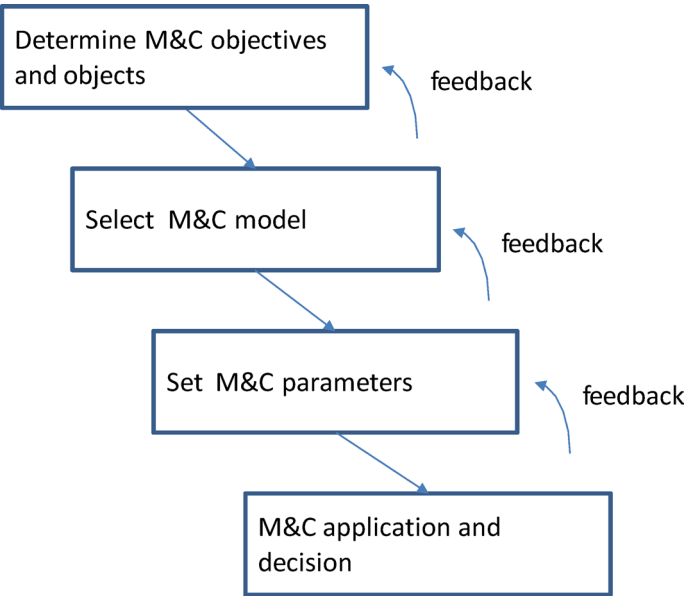 Determine M&C objectives
and objects
feedback
Select M&C model
feedback
Set M&C parameters
feedback
M&C application and
decision